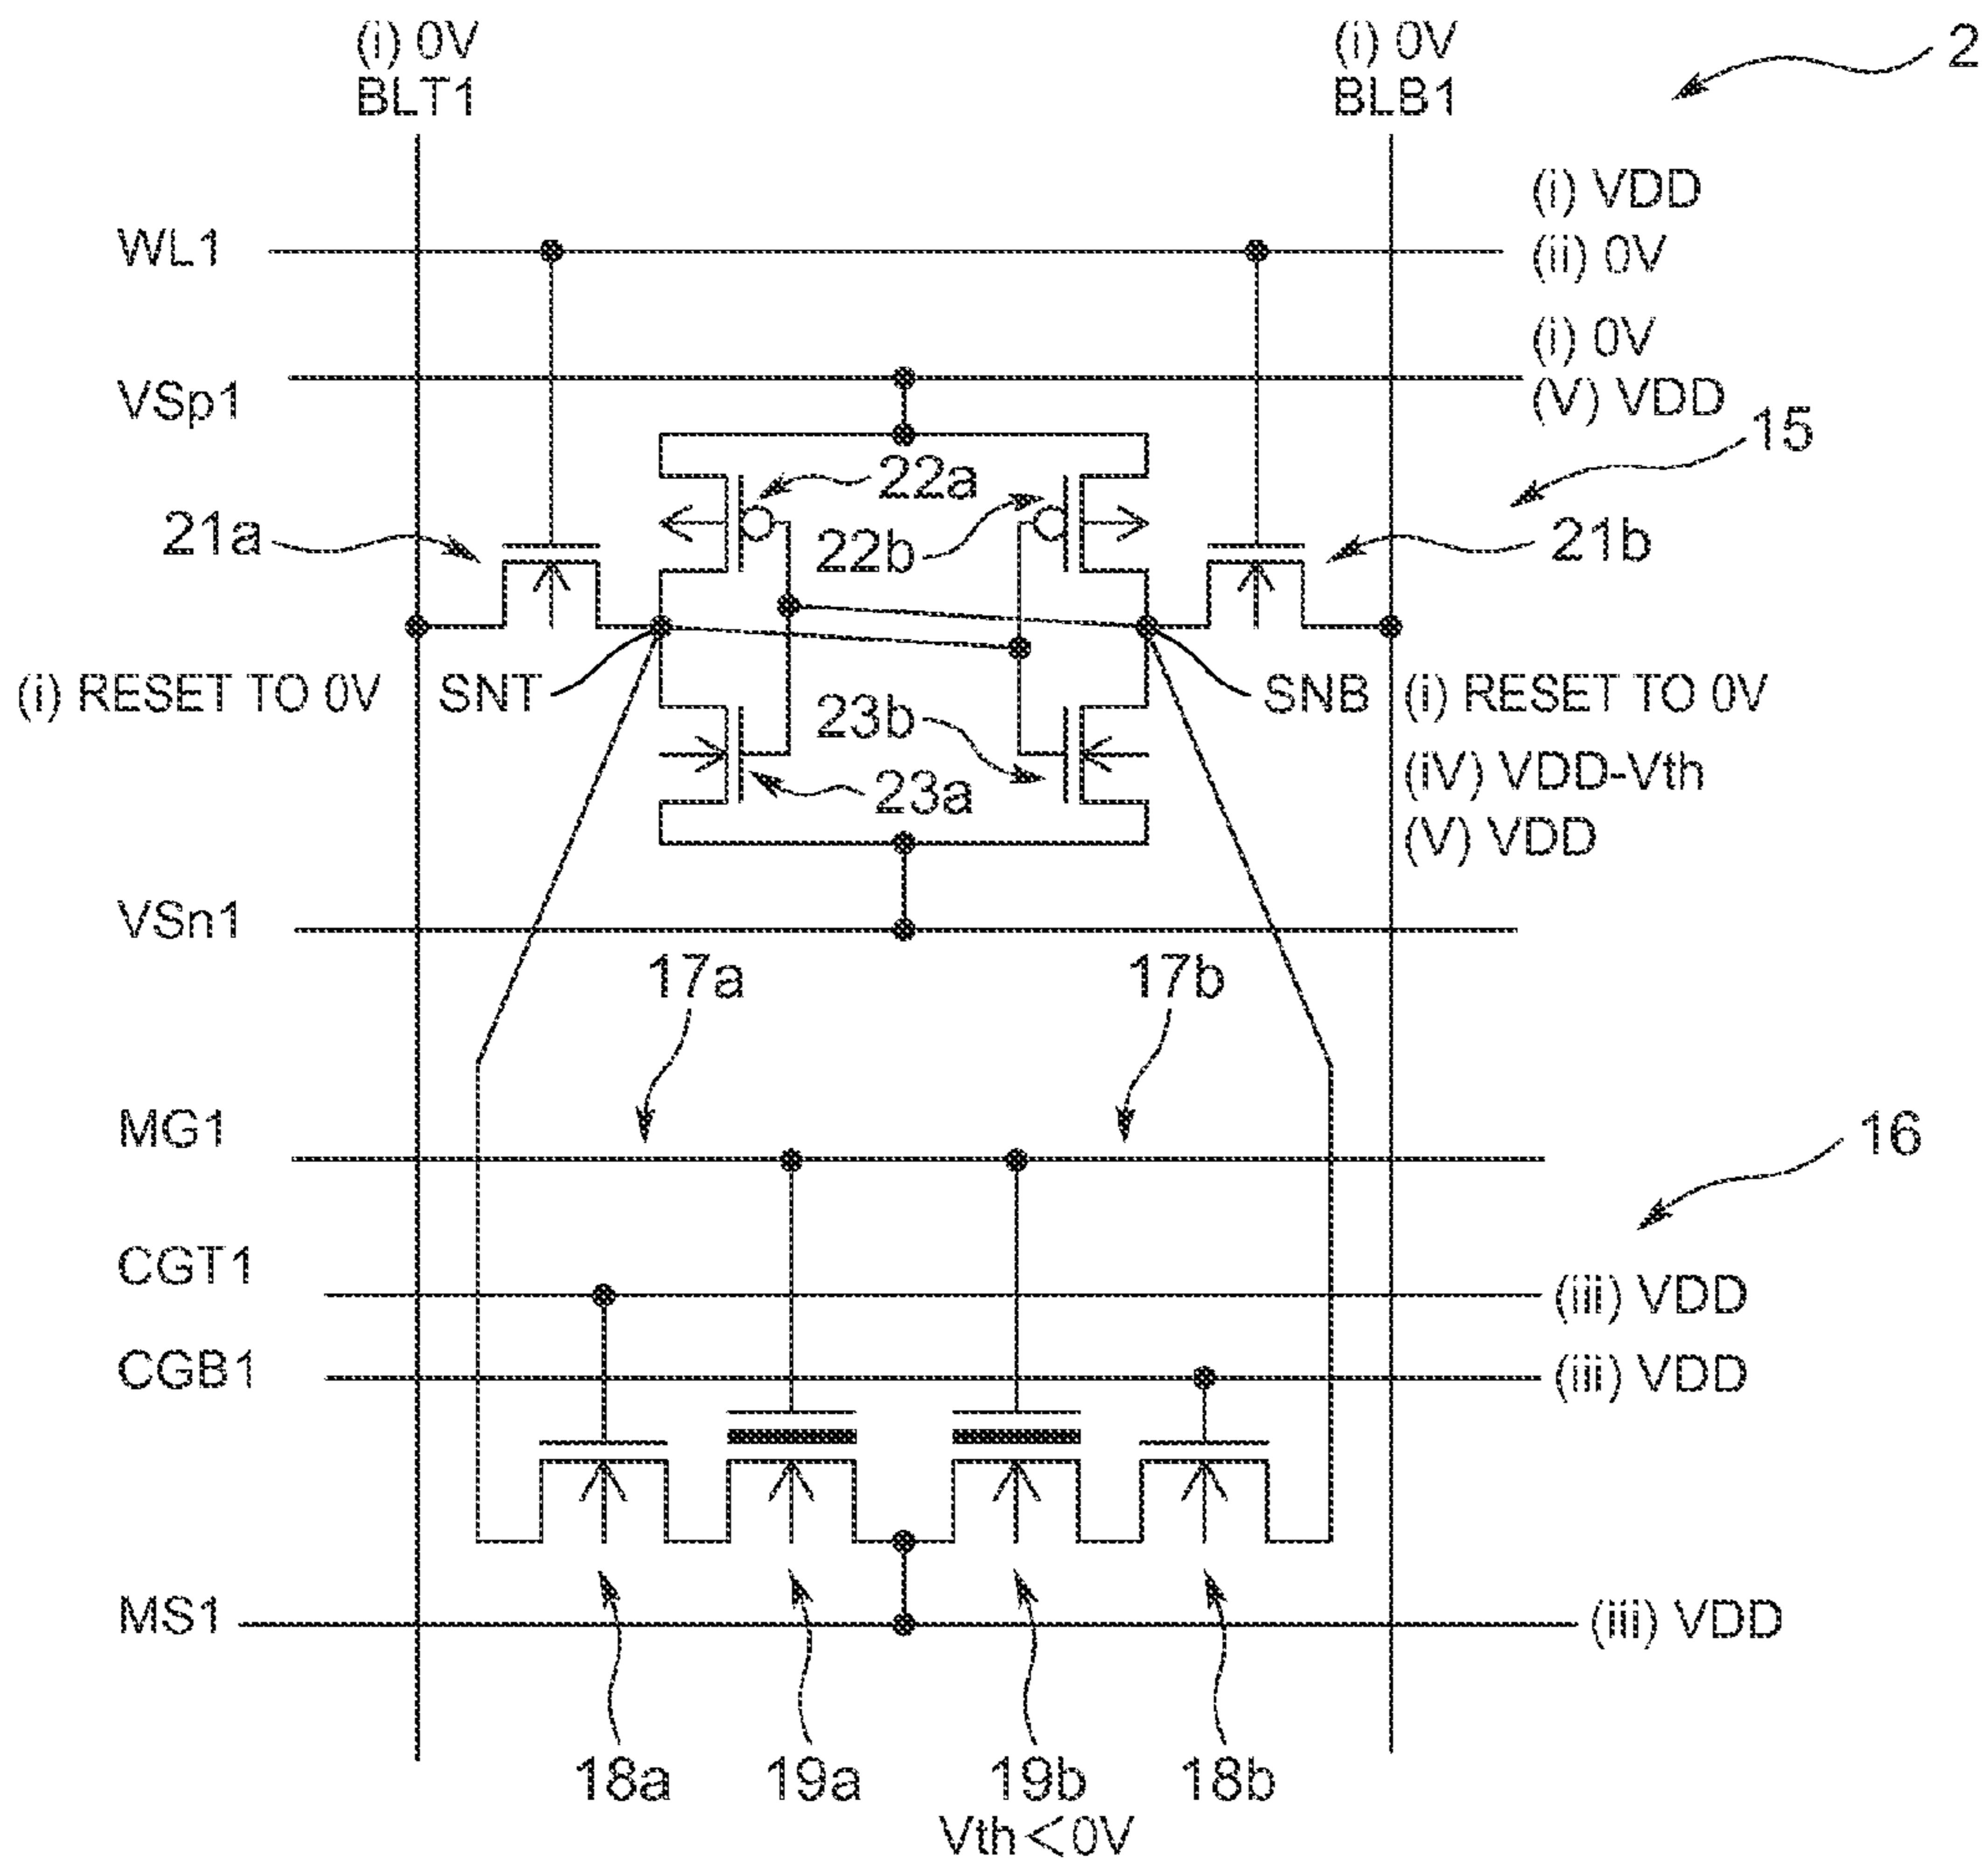 (i) 0V
BLT1
(i) 0V
BLB1
2
WL1
(i) VDD
(ii) 0V
VSp1
(i) 0V
(V) VDD
15
22a
21a
22b
21b
(i) RESET TO 0V
SNT
SNB
(i) RESET TO 0V
23b
(iV) VDD-Vth
23a
(V) VDD
VSn1
17a
17b
MG1
16
CGT1
(iii) VDD
CGB1
(iii) VDD
MS1
(iii) VDD
18a
19a
19b
18b
Vth<0V